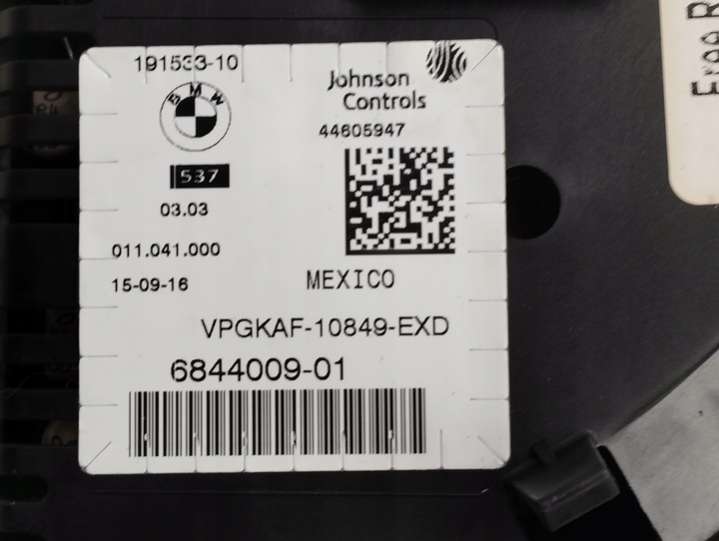 191533-10
BMW
537
03.03
011.041.000
15-09-16
Johnson
Controls
44605947
MEXICO
VPGKAF-10849-EXD
6844009-01